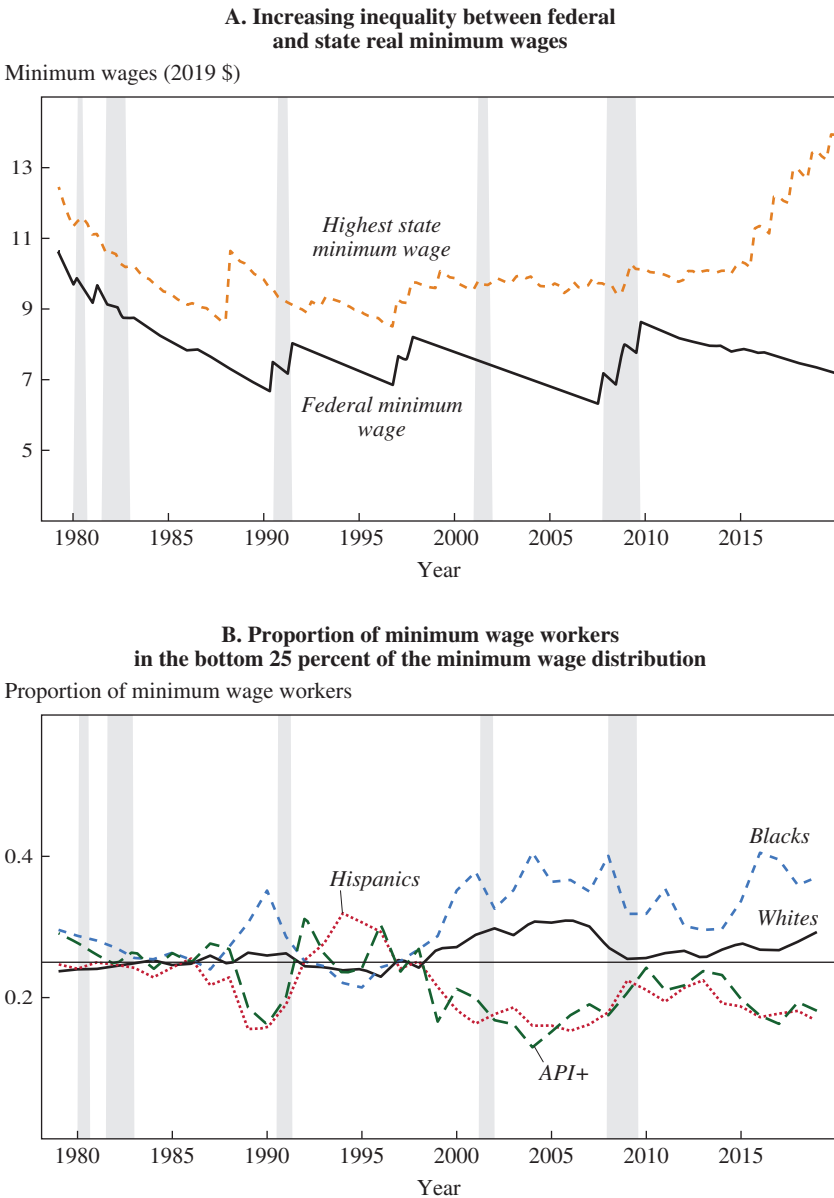 A. Increasing inequality between federal
and state real minimum wages
Minimum wages (2019 $)
13
11
9
7
5
Highest state
minimum wage
Federal minimum
wage
1980 1985 1990 1995 2000 2005 2010 2015
Year
B. Proportion of minimum wage workers
in the bottom 25 percent of the minimum wage distribution
Proportion of minimum wage workers
0.4
0.2
Blacks
Hispanics
Whites
API+
1980 1985 1990 1995 2000 2005 2010 2015
Year